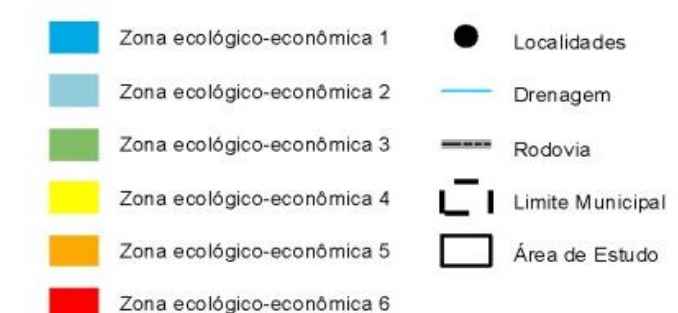 Zona ecológico-econômica 1
Zona ecológico-econômica 2
Zona ecológico-econômica 3
Zona ecológico-econômica 4
Zona ecológico-econômica 5
Zona ecológico-econômica 6
Localidades
Drenagem
Rodovia
Limite Municipal
Área de Estudo